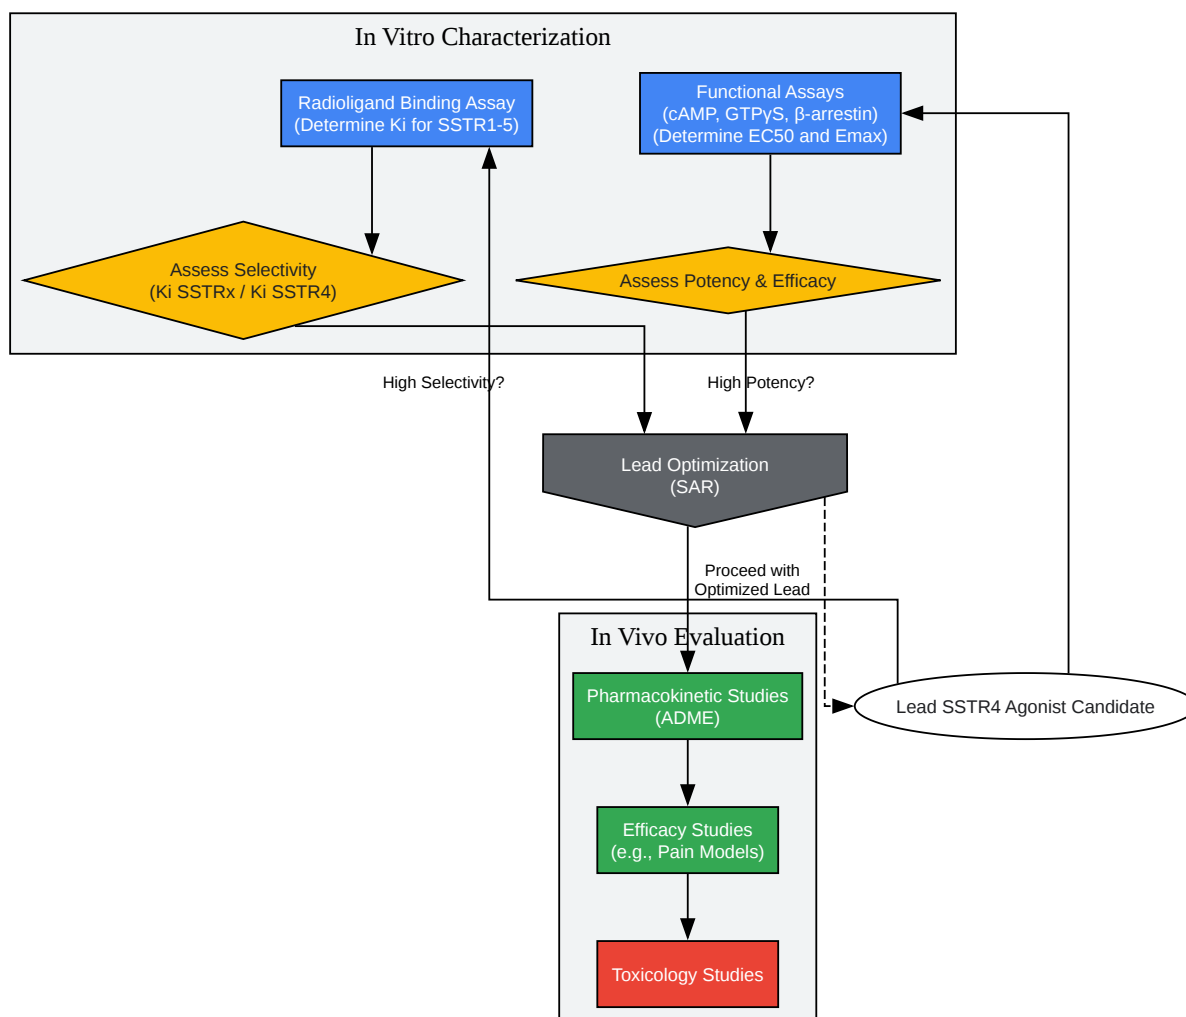 In Vitro Characterization
Radioligand Binding Assay
(Determine Ki for SSTR1-5)
Functional Assays
(cAMP, GTPγS, β-arrestin)
(Determine EC50 and Emax)
Assess Selectivity
(Ki SSTRx / Ki SSTR4)
Assess Potency & Efficacy
High Selectivity?
High Potency?
Lead Optimization
(SAR)
Proceed with
Optimized Lead
In Vivo Evaluation
Pharmacokinetic Studies
(ADME)
Lead SSTR4 Agonist Candidate
Efficacy Studies
(e.g., Pain Models)
Toxicology Studies